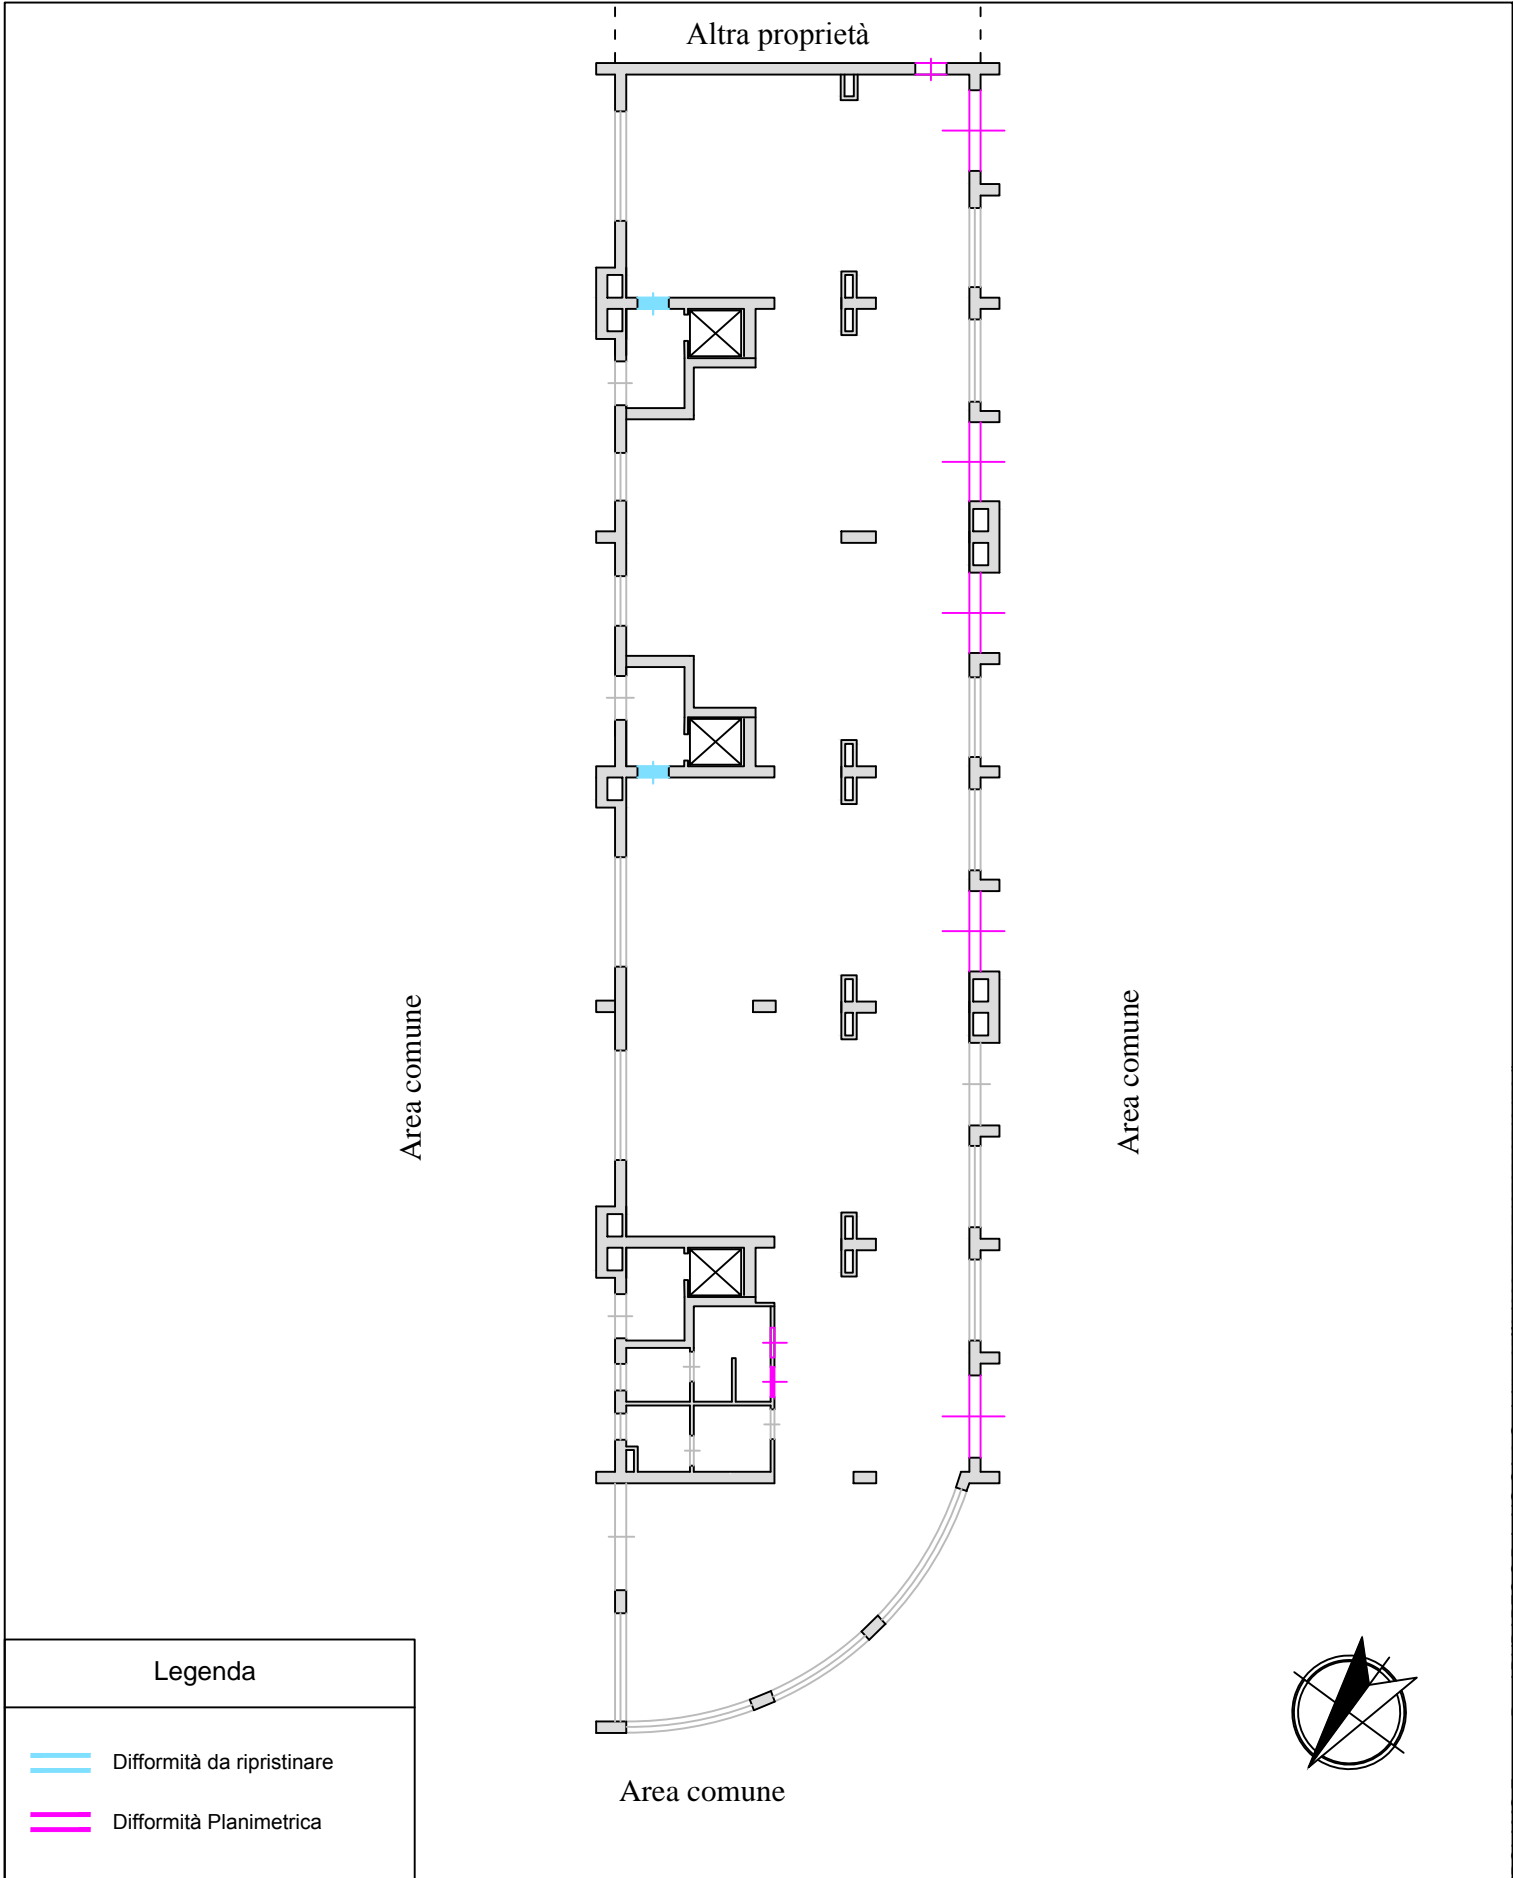 Altra proprietà
Area comune
Area comune
Area comune
Legenda
Difformità da ripristinare
Difformità Planimetrica